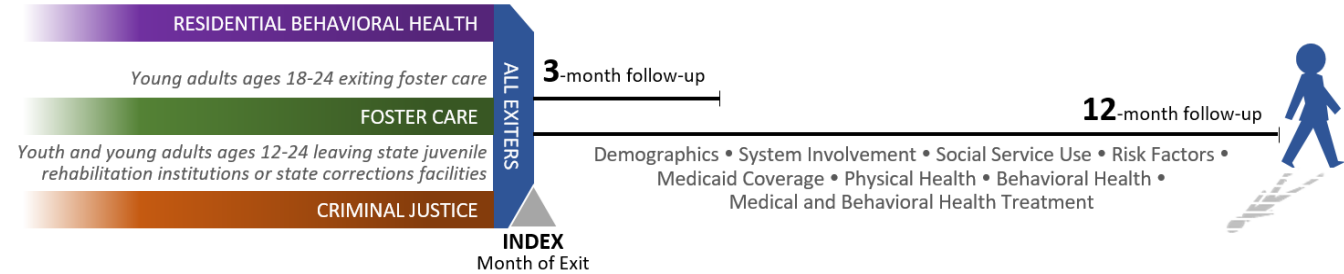 RESIDENTIAL BEHAVIORAL HEALTH
Young adults ages 18-24 exiting foster care
FOSTER CARE
Youth and young adults ages 12-24 leaving state juvenile
rehabilitation institutions or state corrections facilities
CRIMINAL JUSTICE
ALL EXITERS
INDEX
Month of Exit
3-month follow-up
12-month follow-up
Demographics • System Involvement • Social Service Use • Risk Factors •
Medicaid Coverage • Physical Health • Behavioral Health •
Medical and Behavioral Health Treatment